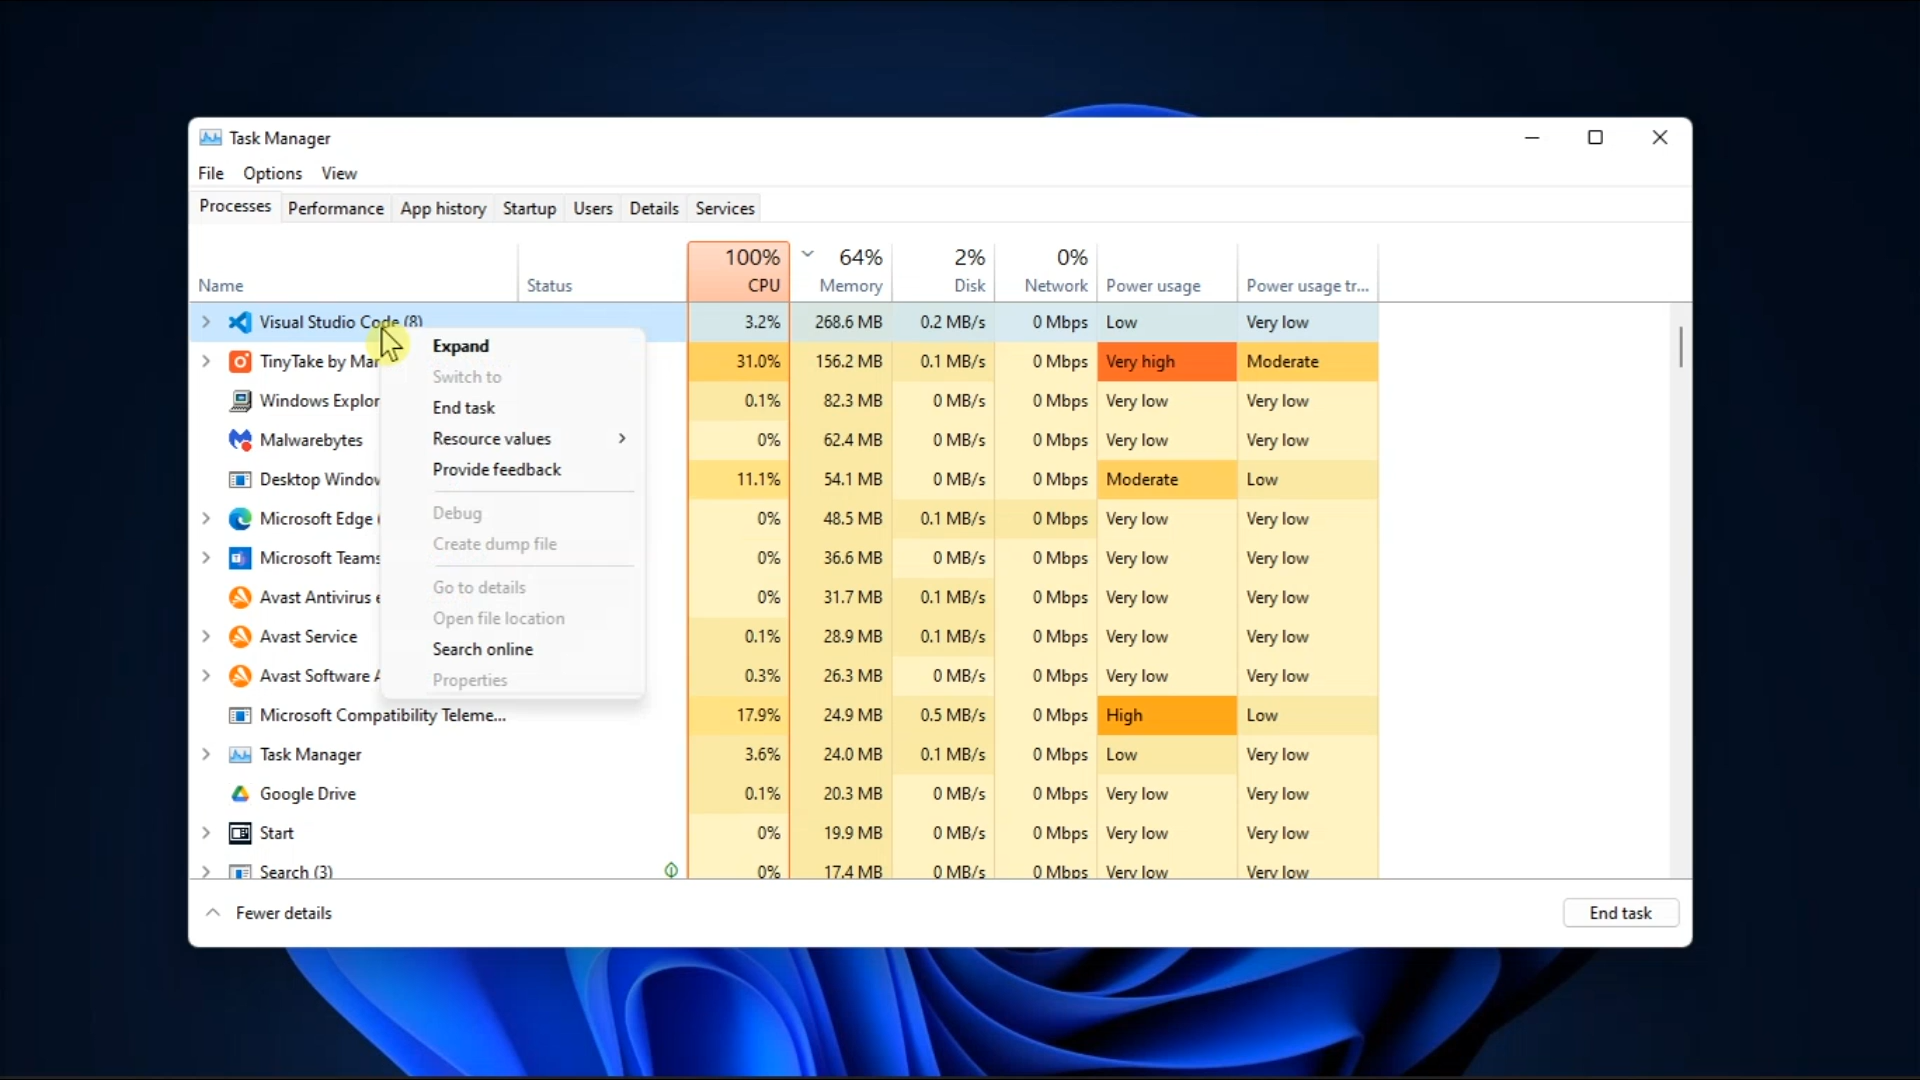 Task Manager
File Options View
Processes Performance App history Startup Users Details Services
100% 64% 2% 0%
Name Status CPU Memory Disk Network Power usage Power usage tr...
Visual Studio Code (8) 3.2% 268.6 MB 0.2 MB/s 0 Mbps Low Very low
TinyTake by Mar 31.0% 156.2 MB 0.1 MB/s 0 Mbps Very high Moderate
Windows Explor 0.1% 82.3 MB 0 MB/s 0 Mbps Very low Very low
Malwarebytes 0% 62.4 MB 0 MB/s 0 Mbps Very low Very low
Desktop Window 11.1% 54.1 MB 0 MB/s 0 Mbps Moderate Low
Microsoft Edge ( 0% 48.5 MB 0.1 MB/s 0 Mbps Very low Very low
Microsoft Teams 0% 36.6 MB 0 MB/s 0 Mbps Very low Very low
Avast Antivirus e 0% 31.7 MB 0.1 MB/s 0 Mbps Very low Very low
Avast Service 0.1% 28.9 MB 0.1 MB/s 0 Mbps Very low Very low
Avast Software A 0.3% 26.3 MB 0 MB/s 0 Mbps Very low Very low
Microsoft Compatibility Teleme... 17.9% 24.9 MB 0.5 MB/s 0 Mbps High Low
Task Manager 3.6% 24.0 MB 0.1 MB/s 0 Mbps Low Very low
Google Drive 0.1% 20.3 MB 0 MB/s 0 Mbps Very low Very low
Start 0% 19.9 MB 0 MB/s 0 Mbps Very low Very low
Search (3) 0% 17.4 MB 0 MB/s 0 Mbps Very low Very low
Expand
Switch to
End task
Resource values
Provide feedback
Debug
Create dump file
Go to details
Open file location
Search online
Properties
Fewer details End task